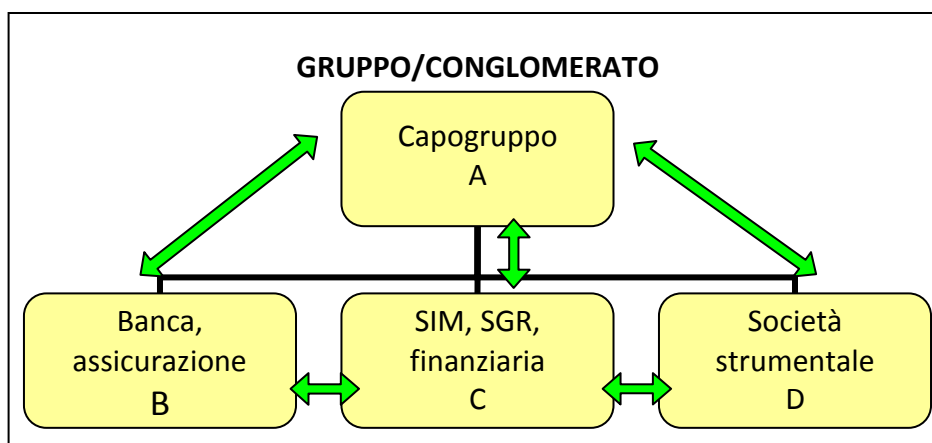 GRUPPO/CONGLOMERATO
Capogruppo
A
Banca,
assicurazione
B
SIM, SGR,
finanziaria
C
Società
strumentale
D